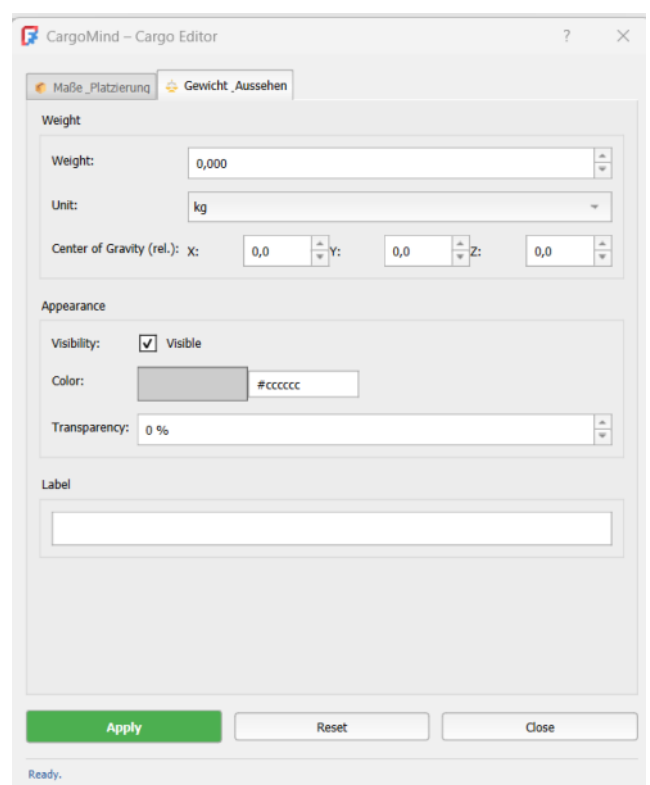 CargoMind – Cargo Editor
Maße_Platzierung Gewicht_Aussehen
Weight
Weight: 0,000
Unit: kg
Center of Gravity (rel.): X: 0,0 Y: 0,0 Z: 0,0
Appearance
Visibility: Visible
Color: #cccccc
Transparency: 0 %
Label
Apply Reset Close
Ready.